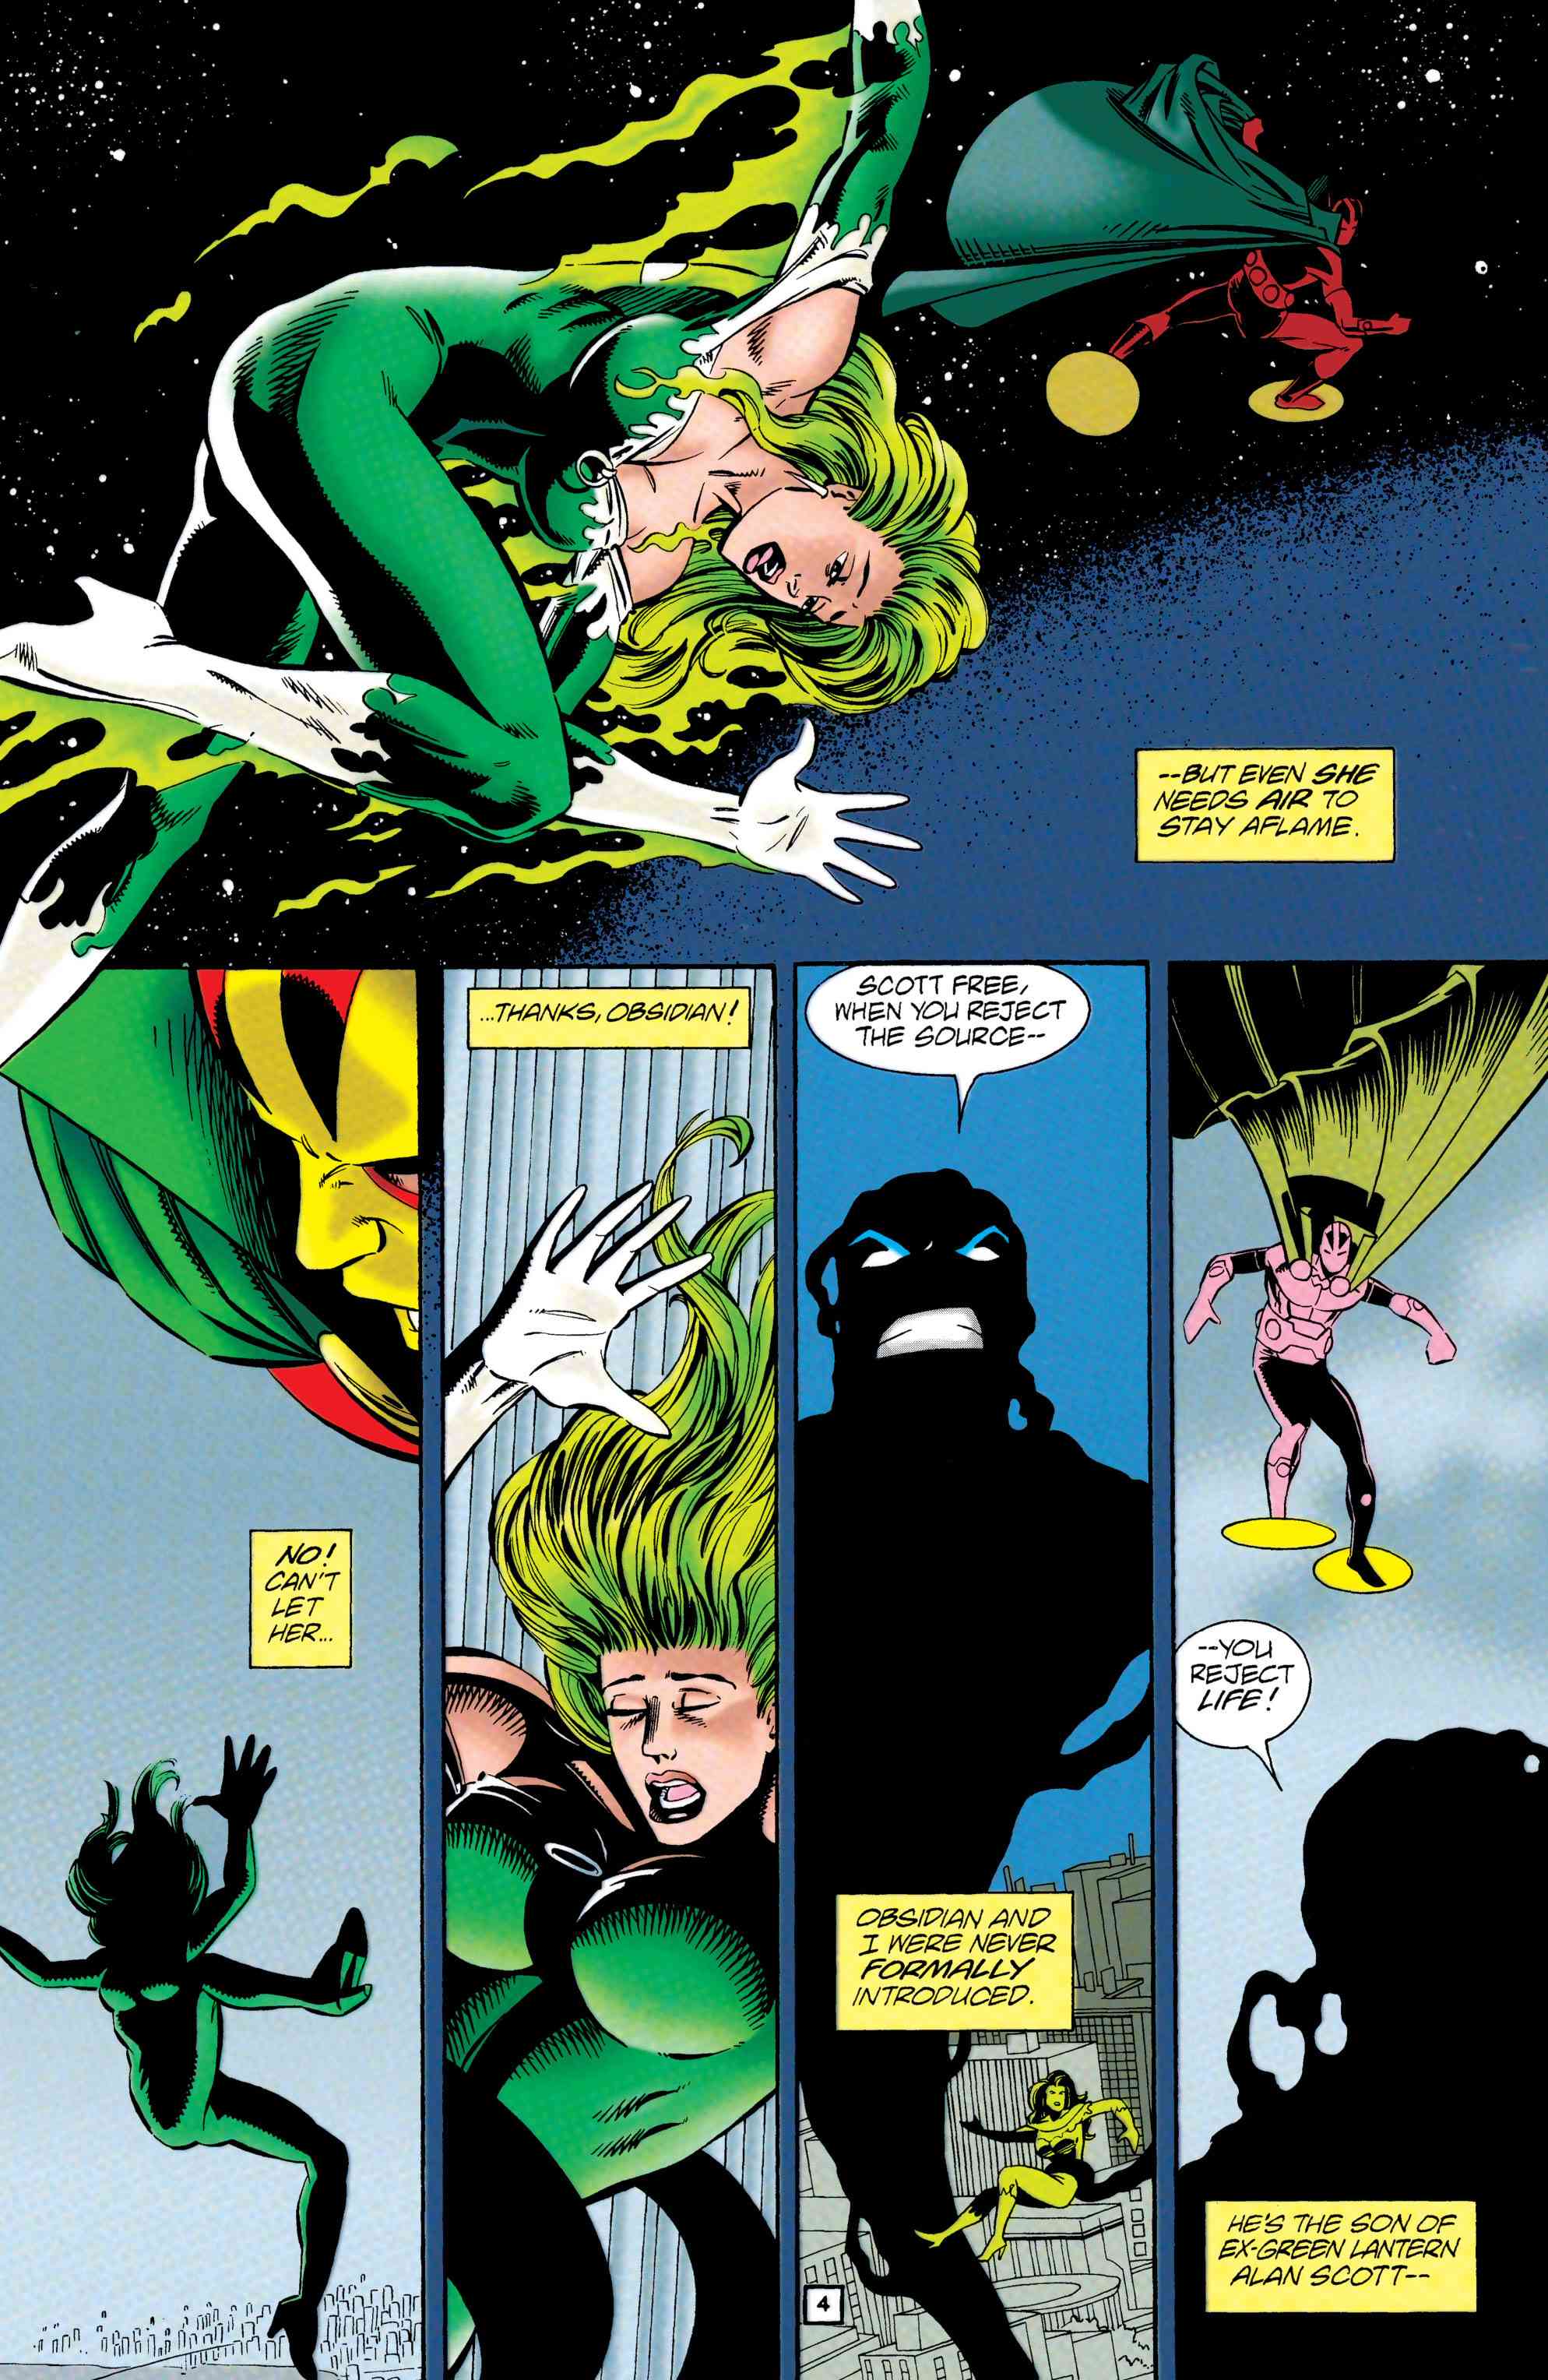 --BUT EVEN SHE
NEEDS AIR TO
STAY AFLAME.
NO!
CAN'T
LET
HER...
...THANKS, OBSIDIAN!
SCOTT FREE,
WHEN YOU REJECT
THE SOURCE--
OBSIDIAN AND
I WERE NEVER
FORMALLY
INTRODUCED.
--YOU
REJECT
LIFE!
HE'S THE SON OF
EX-GREEN LANTERN
ALAN SCOTT--
4